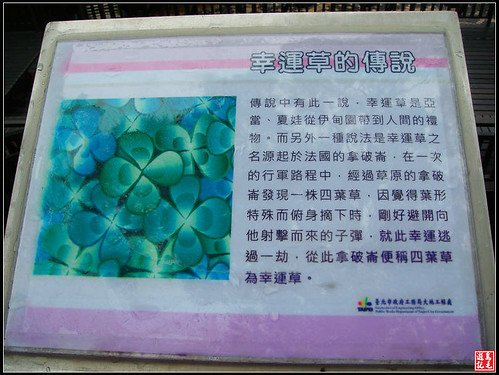 幸運草的傳說
傳說中有此一說,幸運草是亞
當、夏娃從伊甸園帶到人間的禮
物。而另外一種說法是幸運草之
名源起於法國的拿破崙,在一次
的行軍路程中,經過草原的拿破
崙發現一株四葉草,因覺得葉形
特殊而俯身摘下時,剛好避開向
他射擊而來的子彈,就此幸運逃
過一劫,從此拿破崙便稱四葉草
為幸運草。
TAIPEI
臺北市政府工務局大地工程處